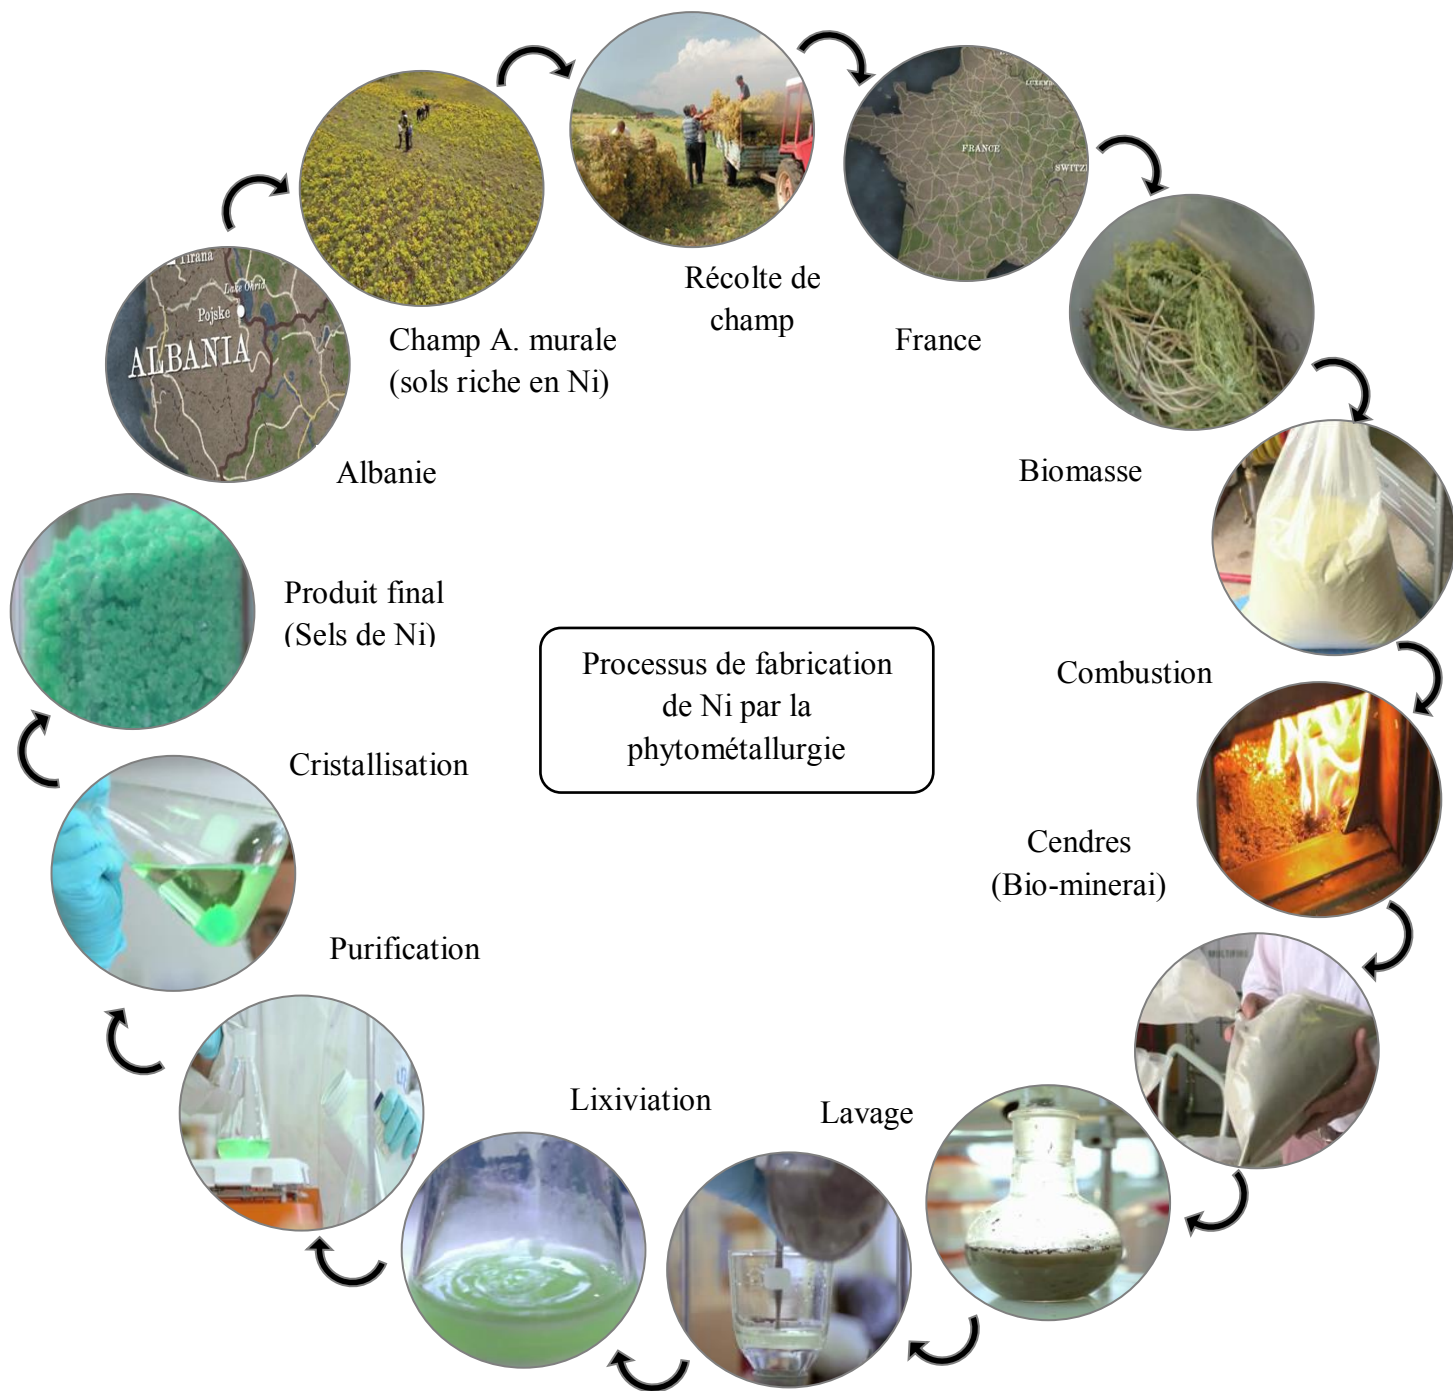 Tirana
Lake Ohrid
Pojske
ALBANIA
Albanie
Champ A. murale
(sols riche en Ni)
Récolte de
champ
LUXEM
FRANCE
SWITZ
France
Biomasse
Combustion
Cendres
(Bio-minerai)
Lavage
Lixiviation
Purification
Cristallisation
Produit final
(Sels de Ni)
Processus de fabrication
de Ni par la
phytométallurgie